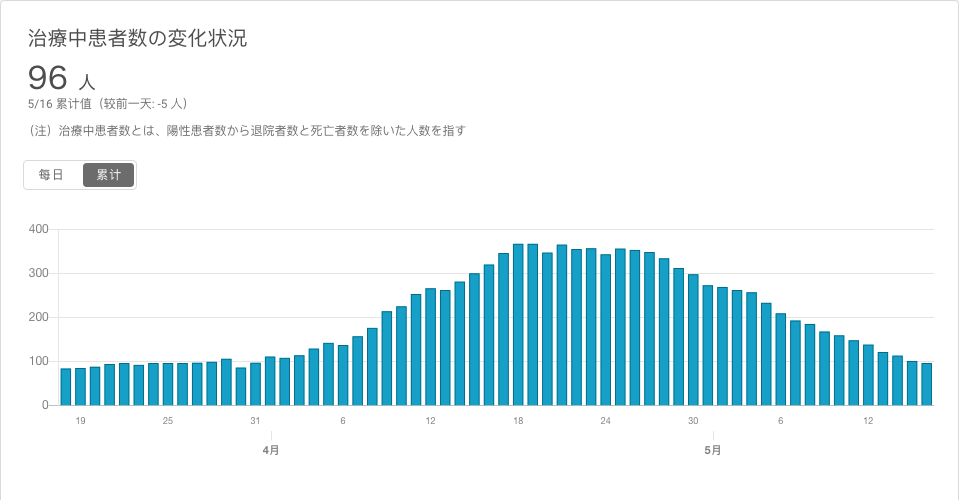 治療中患者数の変化状況
96 人
5/16 累计值（较前一天: -5 人）
（注）治療中患者数とは、陽性患者数から退院者数と死亡者数を除いた人数を指す
每日 累计
400
300
200
100
0
19 25 31 6 12 18 24 30 6 12
4月 5月